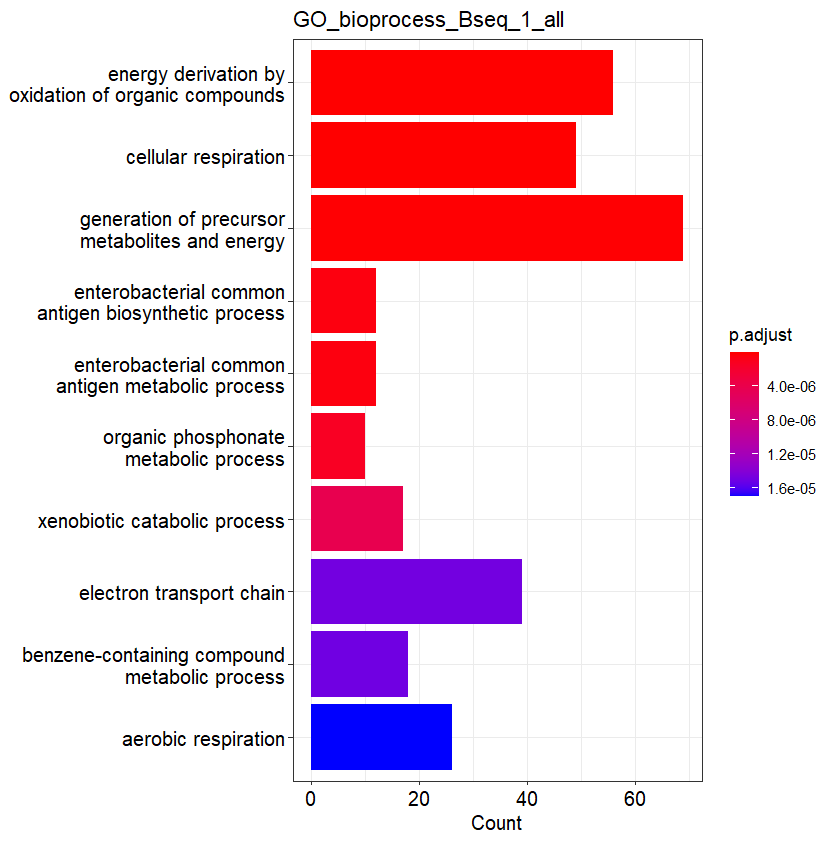 GO_bioprocess_Bseq_1_all
energy derivation by
oxidation of organic compounds
cellular respiration
generation of precursor
metabolites and energy
enterobacterial common
antigen biosynthetic process
enterobacterial common
antigen metabolic process
organic phosphonate
metabolic process
xenobiotic catabolic process
electron transport chain
benzene-containing compound
metabolic process
aerobic respiration
0 20 40 60
Count
p.adjust
4.0e-06
8.0e-06
1.2e-05
1.6e-05